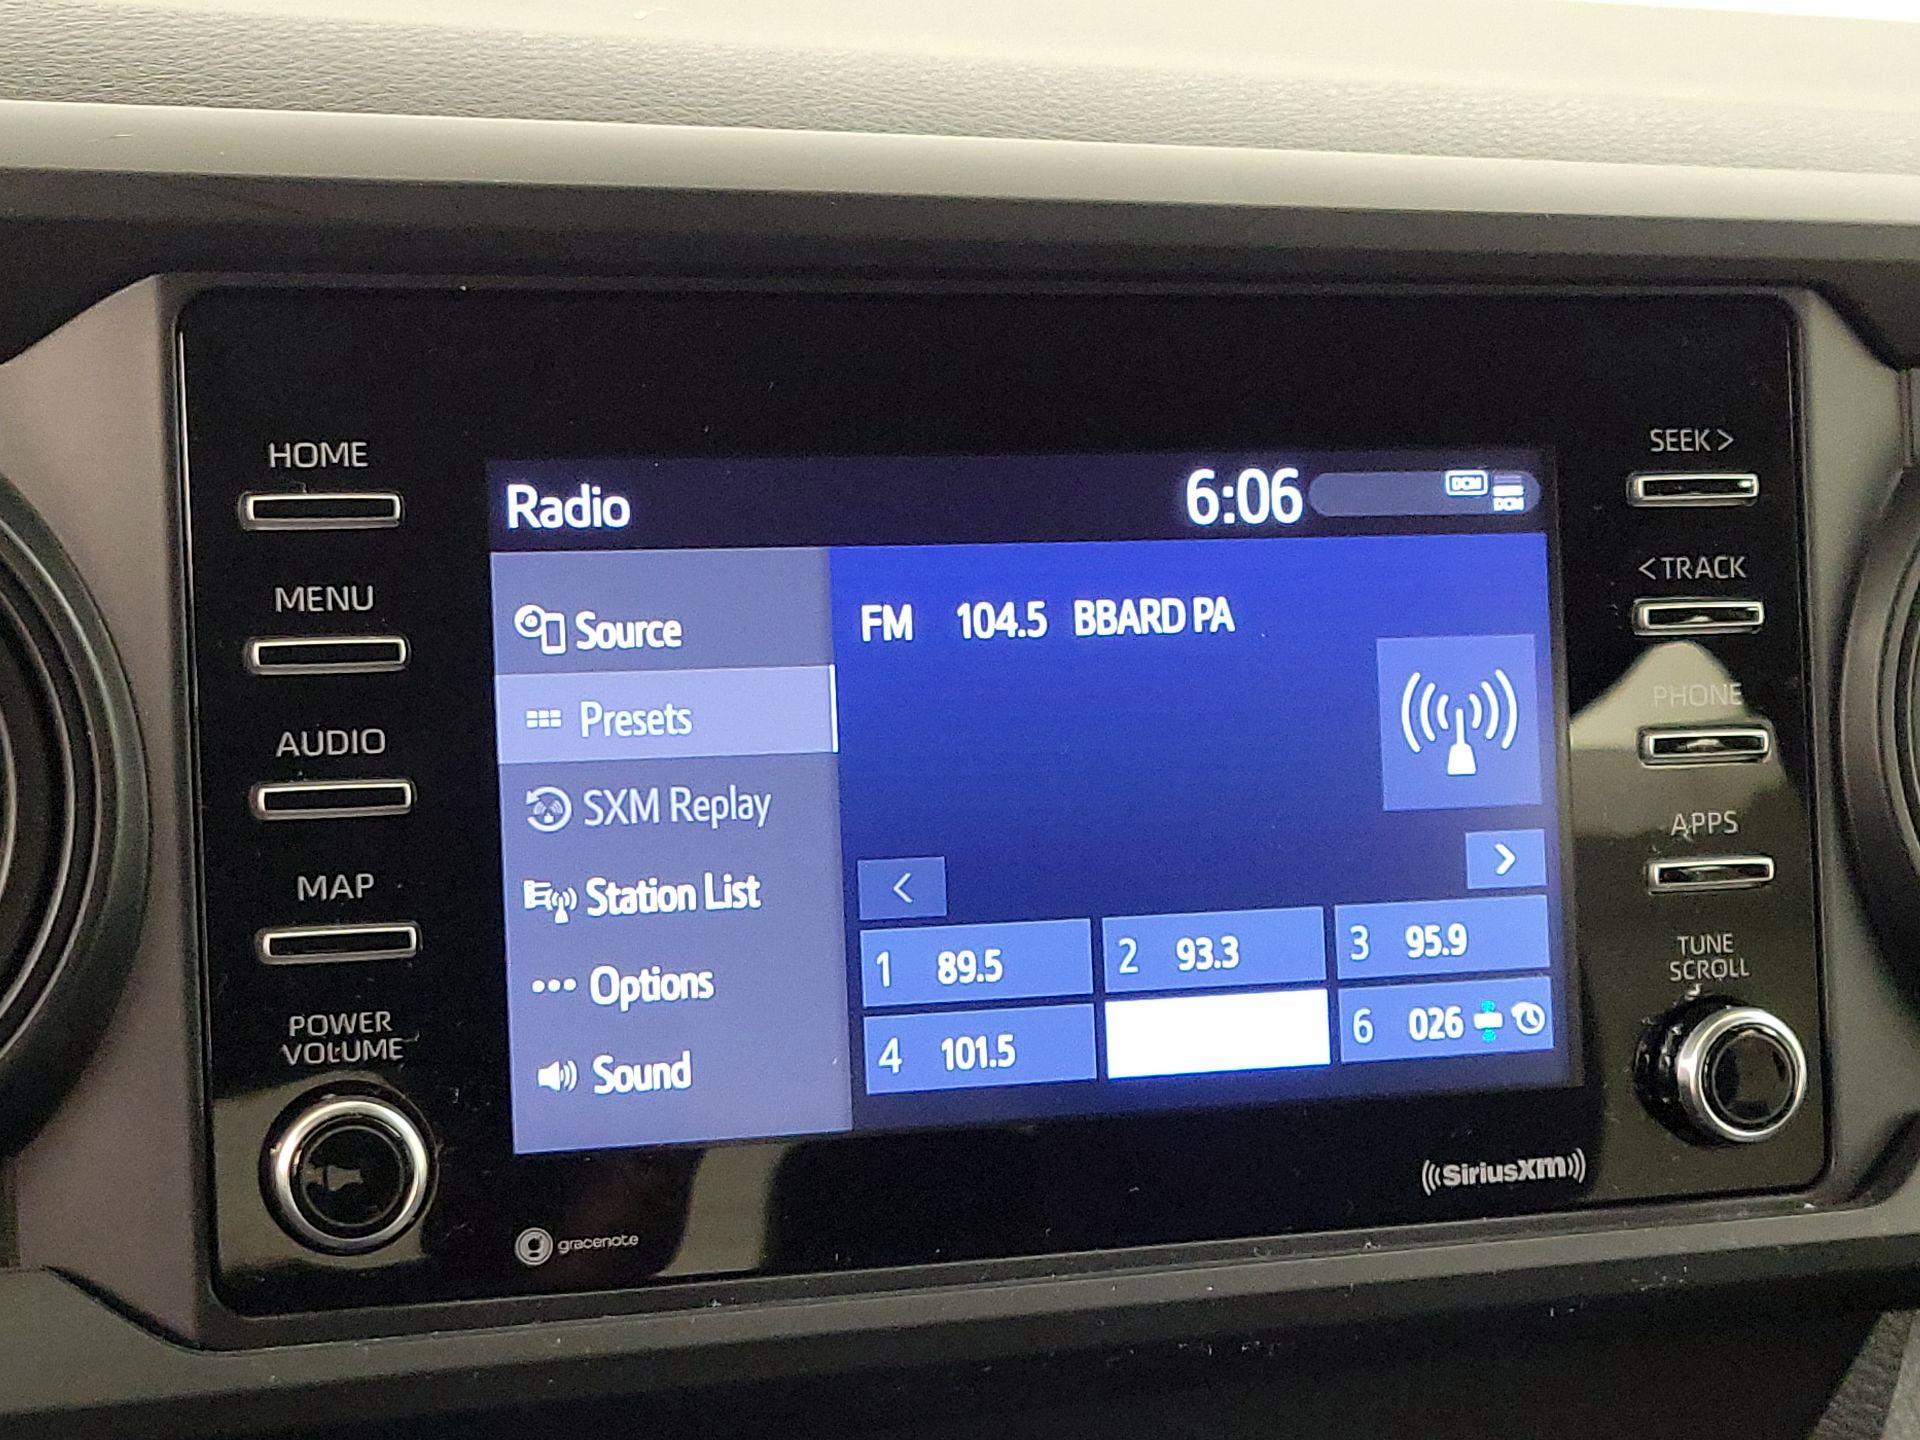 HOME
MENU
AUDIO
MAP
POWER
VOLUME
Radio
6:06
DCM
DCM
Source
Presets
SXM Replay
Station List
Options
Sound
FM 104.5 BBARD PA
<
>
1 89.5
2 93.3
3 95.9
4 101.5
6 026
SEEK >
< TRACK
PHONE
APPS
TUNE
SCROLL
gracenote
((SiriusXM))